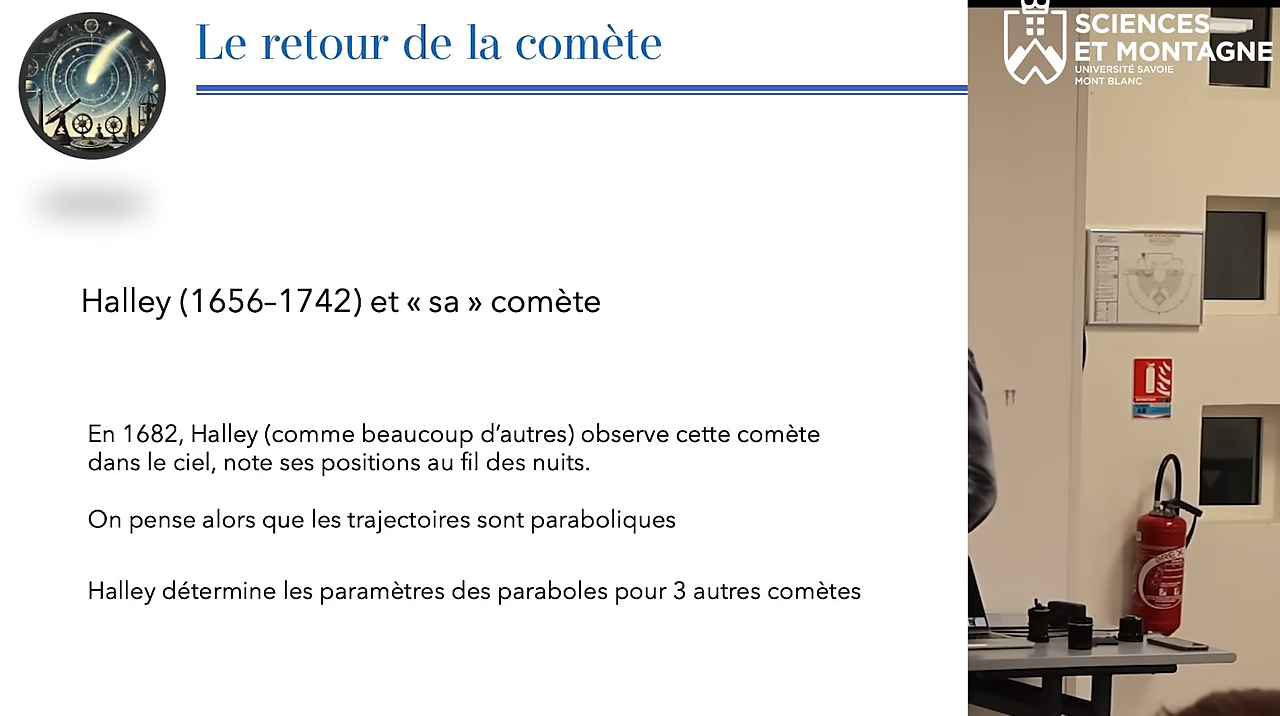 Le retour de la comète
SCIENCES
ET MONTAGNE
UNIVERSITÉ SAVOIE
MONT BLANC
Halley (1656–1742) et « sa » comète
En 1682, Halley (comme beaucoup d’autres) observe cette comète
dans le ciel, note ses positions au fil des nuits.
On pense alors que les trajectoires sont paraboliques
Halley détermine les paramètres des paraboles pour 3 autres comètes